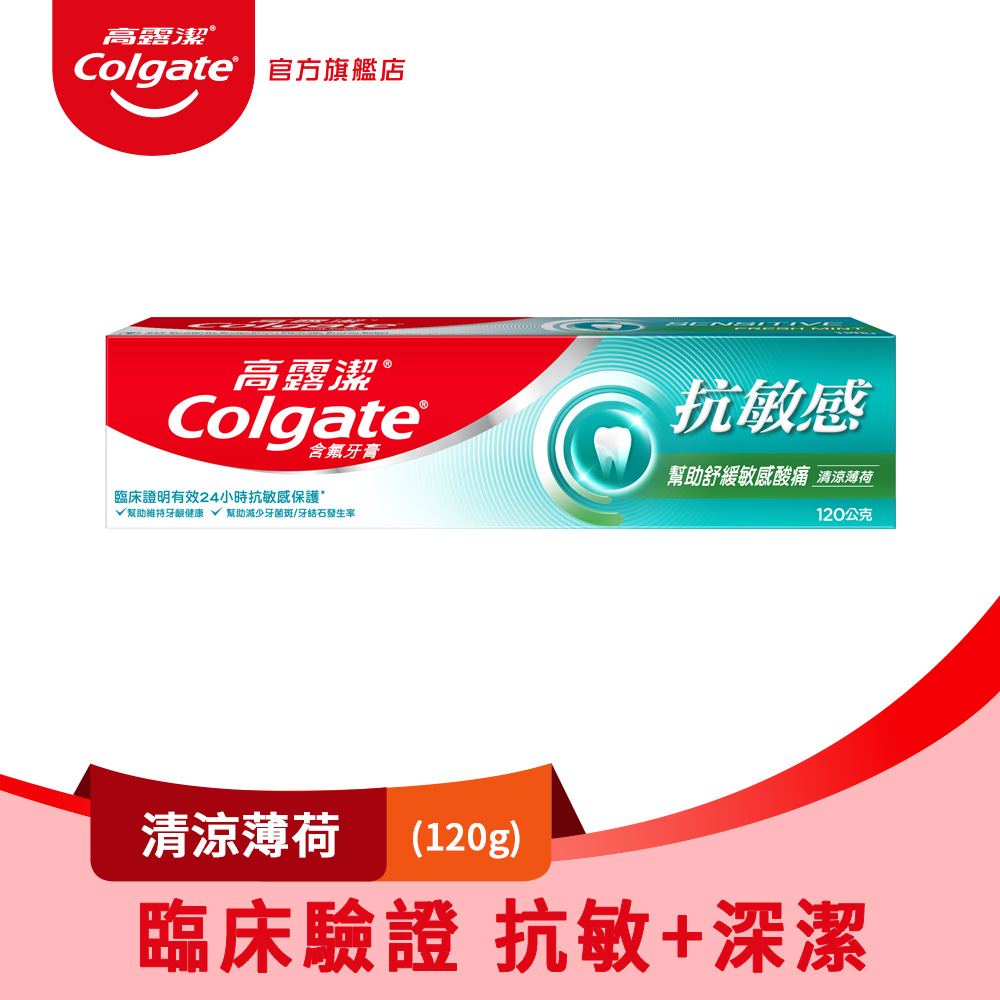 高露潔®
Colgate®
官方旗艦店
Colgate
SENSITIVE
FRESH MINT
高露潔®
Colgate®
含氟牙膏
抗敏感
幫助舒緩敏感酸痛 清涼薄荷
臨床證明有效24小時抗敏感保護*
幫助維持牙齦健康 幫助減少牙菌斑/牙結石發生率
120公克
清涼薄荷
(120g)
臨床驗證 抗敏+深潔